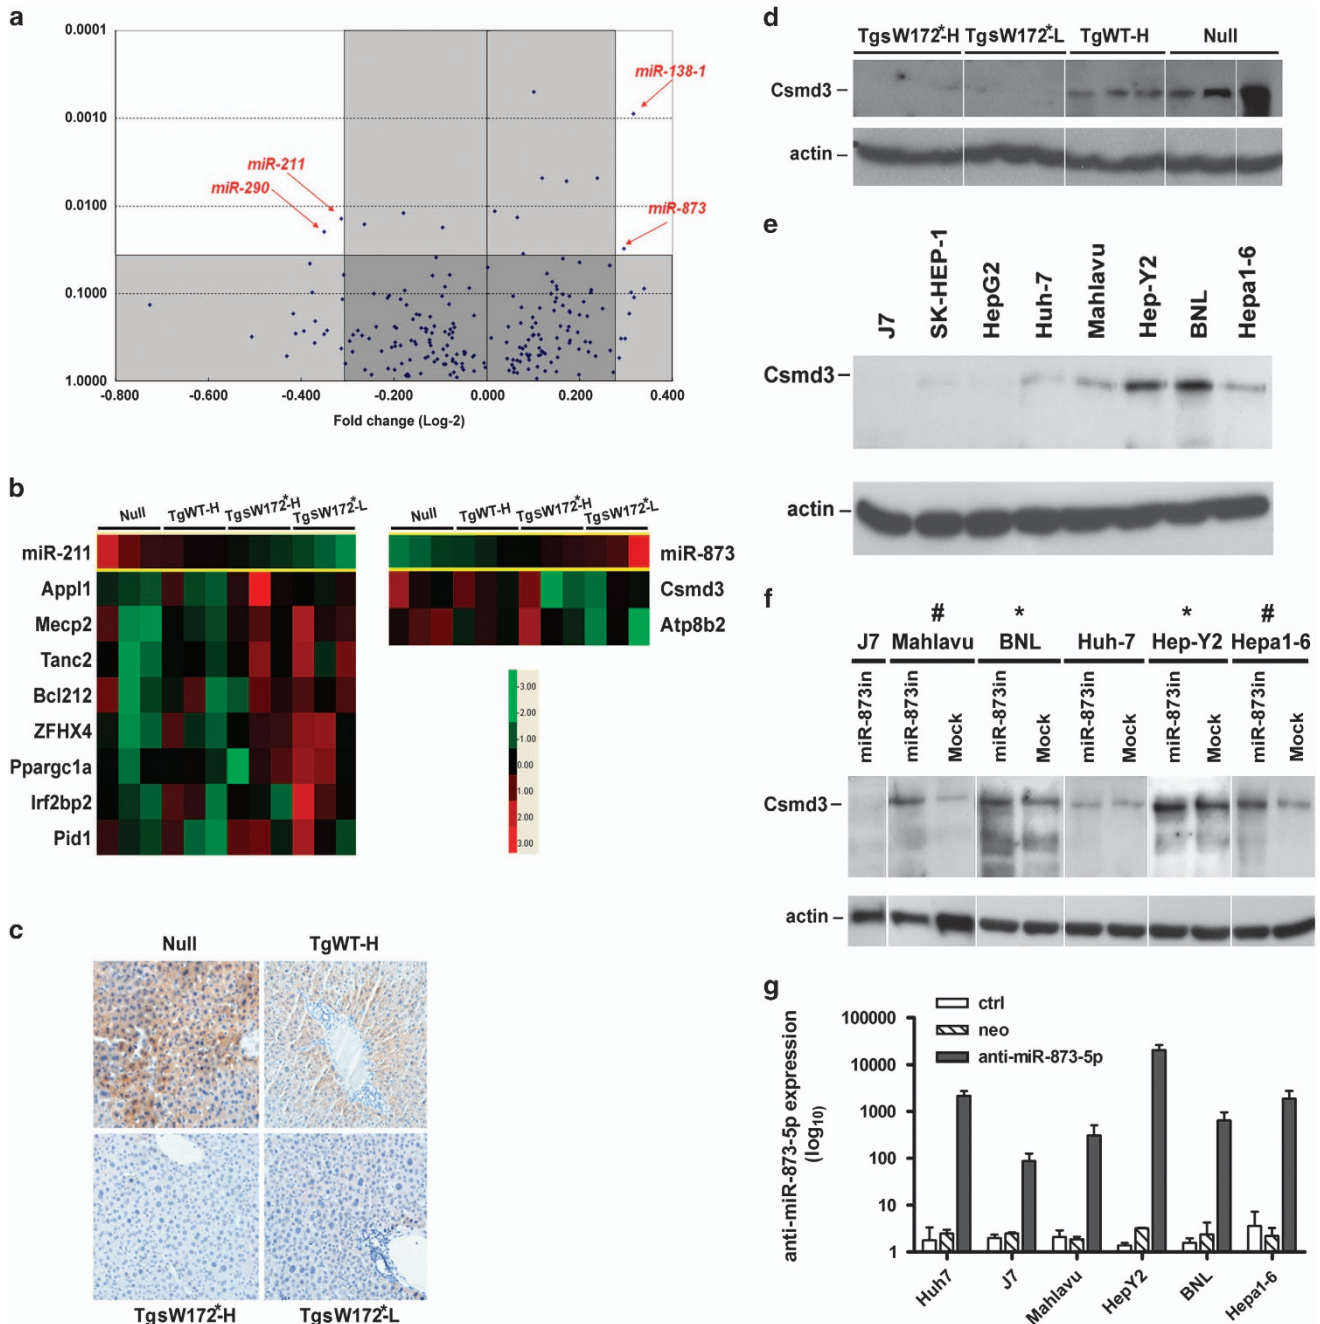 a
0.0001
0.0010
0.0100
0.1000
1.0000
-0.800
-0.600
-0.400
-0.200
0.000
0.200
0.400
Fold change (Log-2)
miR-138-1
miR-211
miR-290
miR-873
b
Null TgWT-H TgsW172*-H TgsW172*-L
miR-211
Appl1
Mecp2
Tanc2
Bcl212
ZFHX4
Ppargc1a
Irf2bp2
Pid1
Null TgWT-H TgsW172*-H TgsW172*-L
miR-873
Csmd3
Atp8b2
-3.00
-2.00
-1.00
0.00
1.00
2.00
3.00
c
Null TgWT-H
TgsW172*-H TgsW172*-L
d
TgsW172*-H TgsW172*-L TgWT-H Null
Csmd3
actin
e
J7 SK-HEP-1 HepG2 Huh-7 Mahlavu Hep-Y2 BNL Hepa1-6
Csmd3
actin
f
# * * #
J7 Mahlavu BNL Huh-7 Hep-Y2 Hepa1-6
miR-873in miR-873in Mock miR-873in Mock miR-873in Mock miR-873in Mock miR-873in Mock
Csmd3
actin
g
ctrl
neo
anti-miR-873-5p
anti-miR-873-5p expression
(log10)
100000
10000
1000
100
10
1
Huh7 J7 Mahlavu HepY2 BNL Hepa1-6